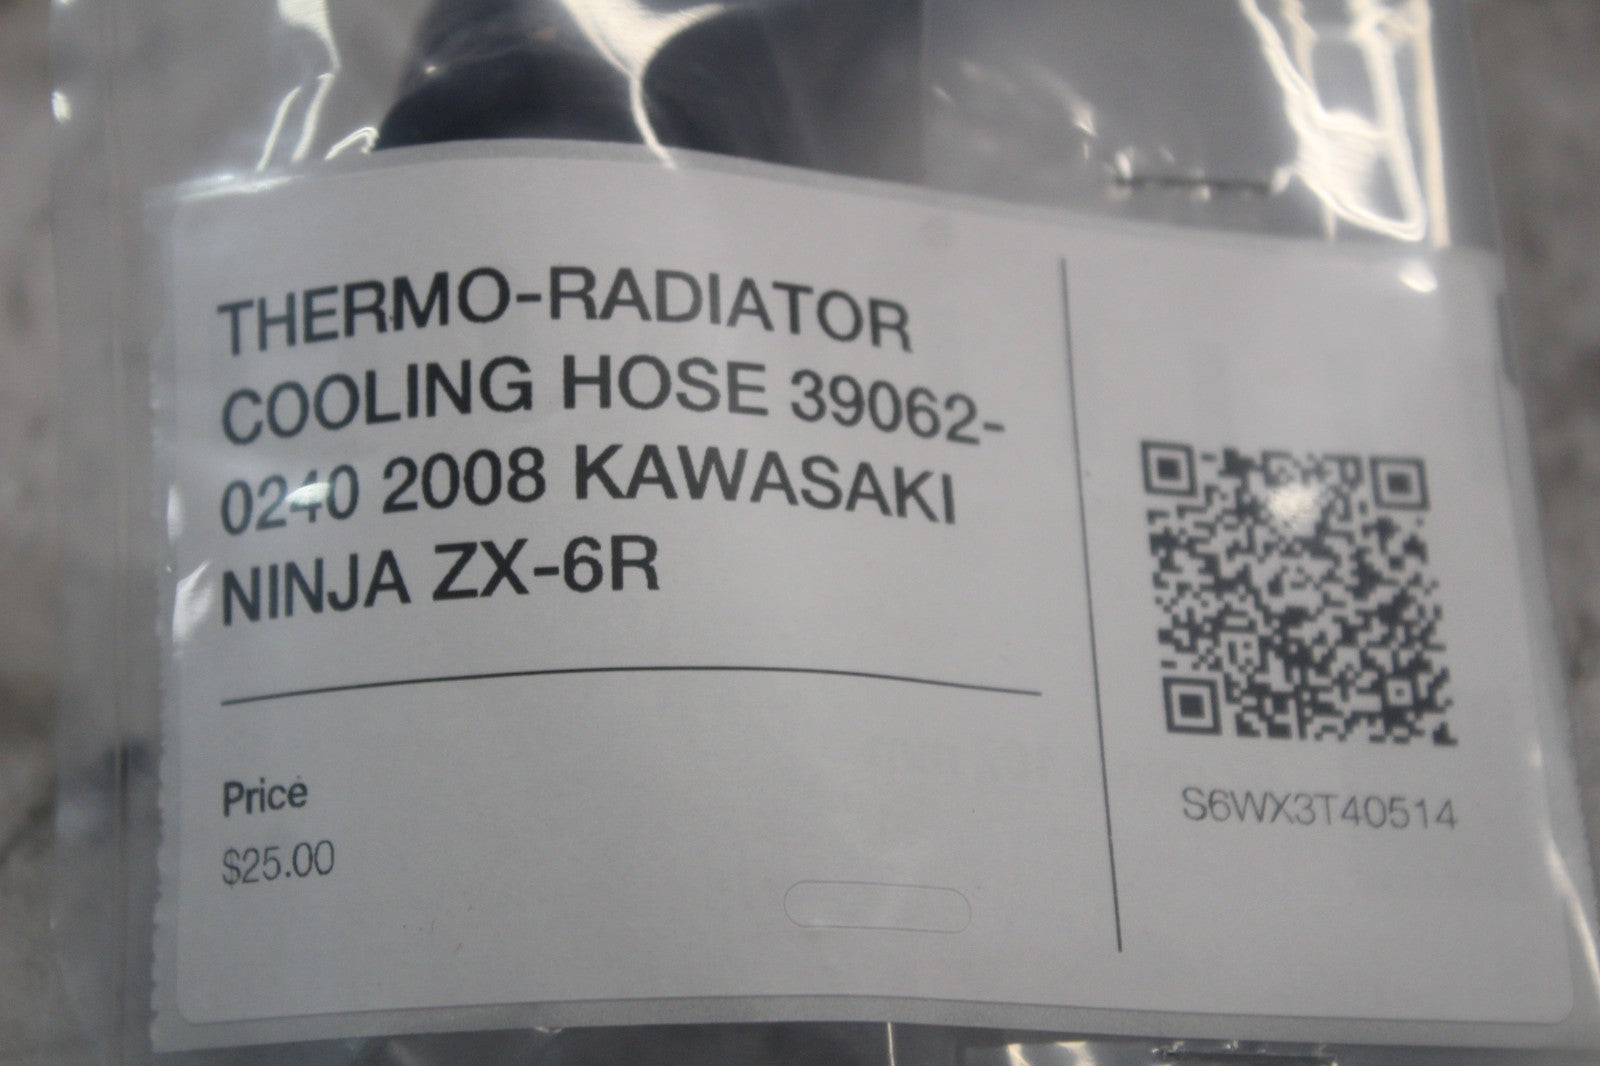 THERMO-RADIATOR
COOLING HOSE 39062-
0240 2008 KAWASAKI
NINJA ZX-6R
Price
$25.00
S6WX3T40514